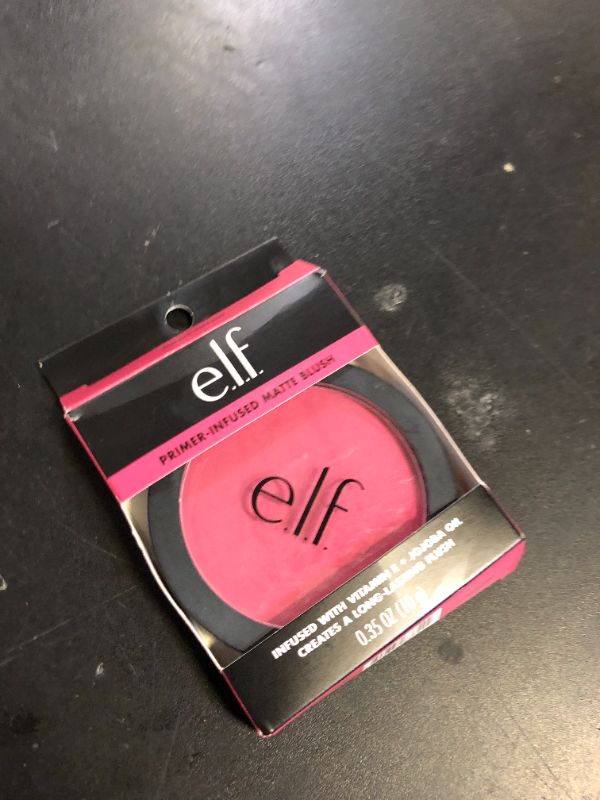 e.l.f.
PRIMER-INFUSED MATTE BLUSH
e.l.f.
INFUSED WITH VITAMIN E + JOJOBA OIL
CREATES A LONG-LASTING FLUSH
0.35 OZ (10 g)